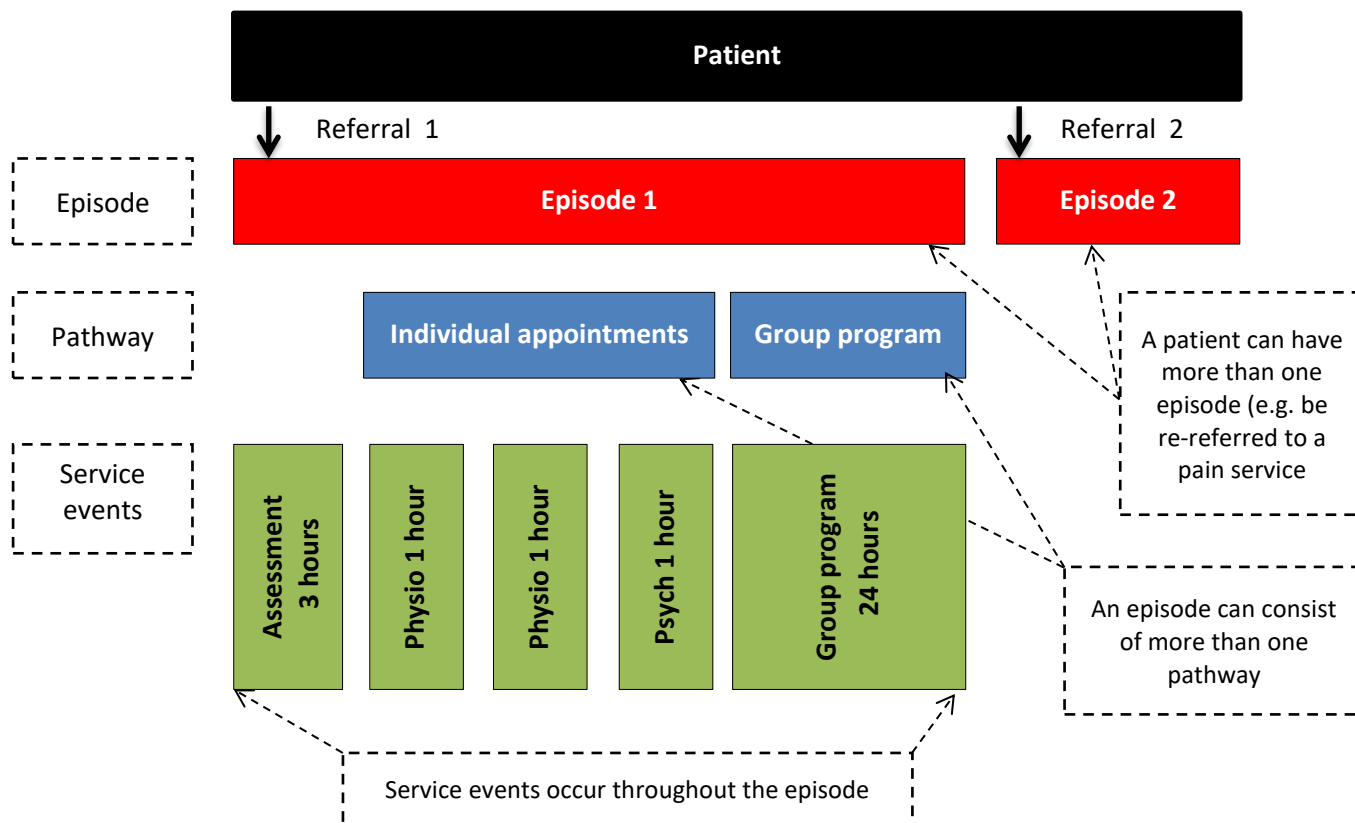 Patient
Referral  1
Referral  2
Episode
Episode 1
Episode 2
Pathway
Individual appointments
Group program
A patient can have
more than one
episode (e.g. be
re-referred to a
pain service
Service
events
Assessment
3 hours
Physio 1 hour
Physio 1 hour
Psych 1 hour
Group program
24 hours
An episode can consist
of more than one
pathway
Service events occur throughout the episode